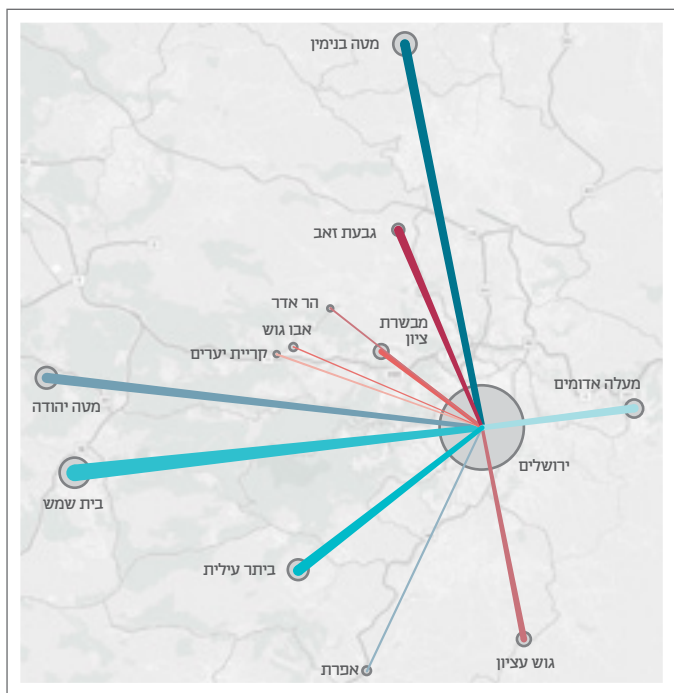 מטה בנימין
גבעת זאב
הר אדר
מבשרת
ציון
אבו גוש
קריית יערים
מעלה אדומים
מטה יהודה
ירושלים
בית שמש
ביתר עילית
גוש עציון
אפרת